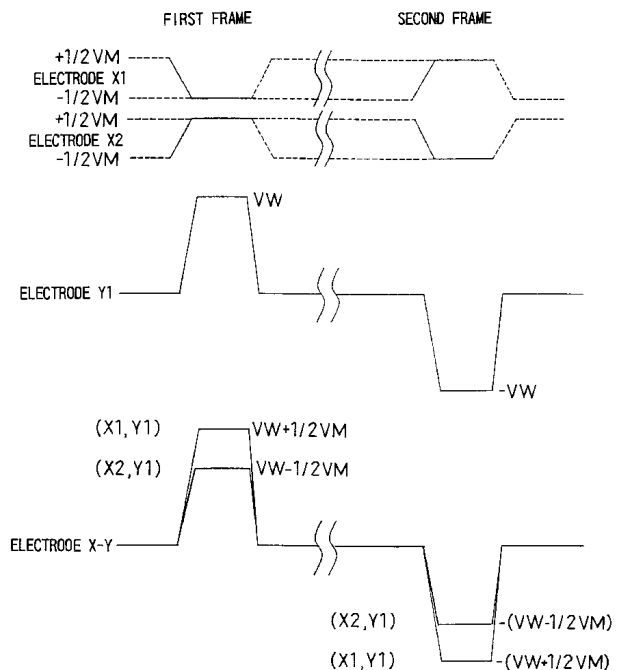 FIRST FRAME SECOND FRAME
+1/2VM
ELECTRODE X1
-1/2VM
+1/2VM
ELECTRODE X2
-1/2VM
VW
ELECTRODE Y1
-VW
(X1,Y1) VW+1/2VM
(X2,Y1) VW-1/2VM
ELECTRODE X-Y
(X2,Y1) -(VW-1/2VM)
(X1,Y1) -(VW+1/2VM)